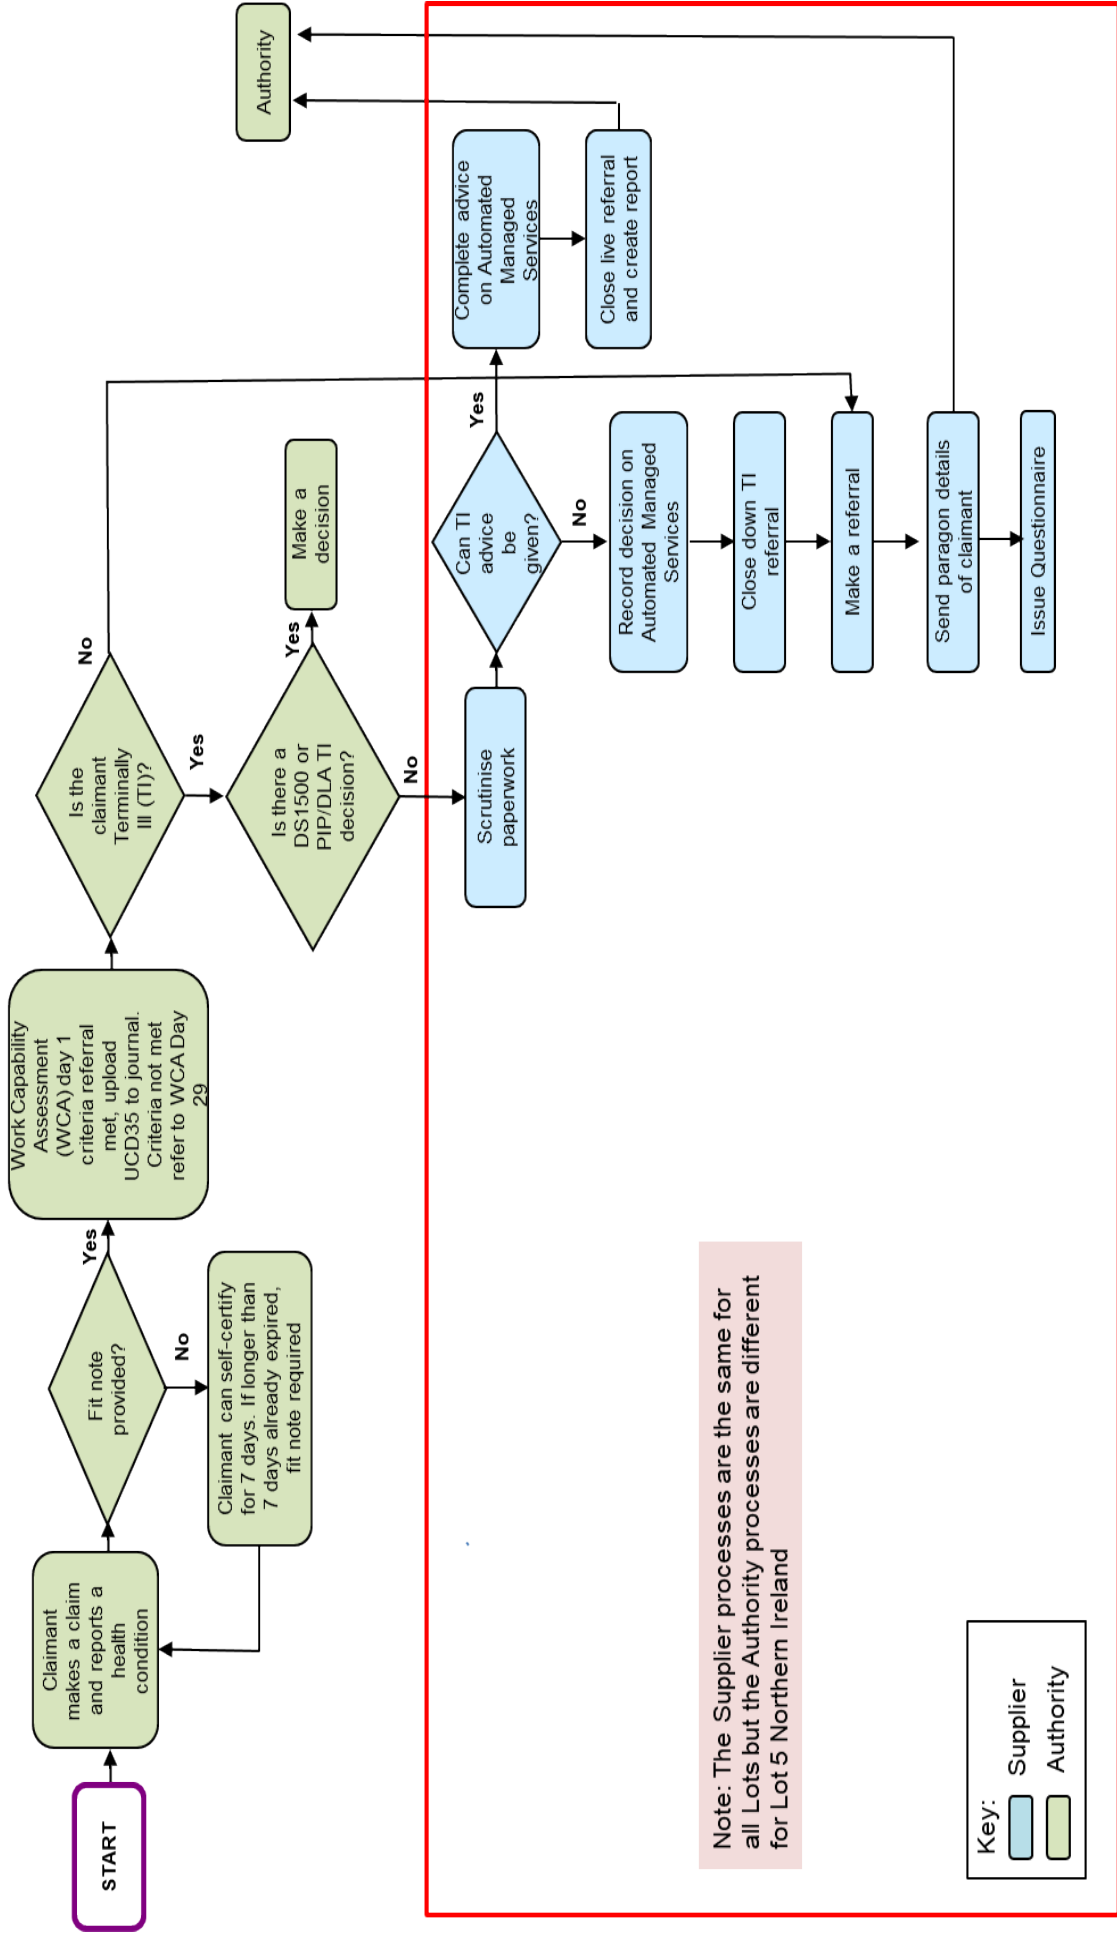 START
Claimant
makes a claim
and reports a
health
condition
Fit note
provided?
Yes
No
Claimant can self-certify
for 7 days. If longer than
7 days already expired,
fit note required
Work Capability
Assessment
(WCA) day 1
criteria referral
met, upload
UCD35 to journal.
Criteria not met
refer to WCA Day
29
Is the
claimant
Terminally
Ill (TI)?
No
Yes
Is there a
DS1500 or
PIP/DLA TI
decision?
Yes
Make a
decision
No
Scrutinise
paperwork
Can TI
advice
be
given?
Yes
Complete advice
on Automated
Managed
Services
Close live referral
and create report
Authority
No
Record decision on
Automated Managed
Services
Close down TI
referral
Make a referral
Send paragon details
of claimant
Issue Questionnaire
Note: The Supplier processes are the same for
all Lots but the Authority processes are different
for Lot 5 Northern Ireland
Key:
Supplier
Authority